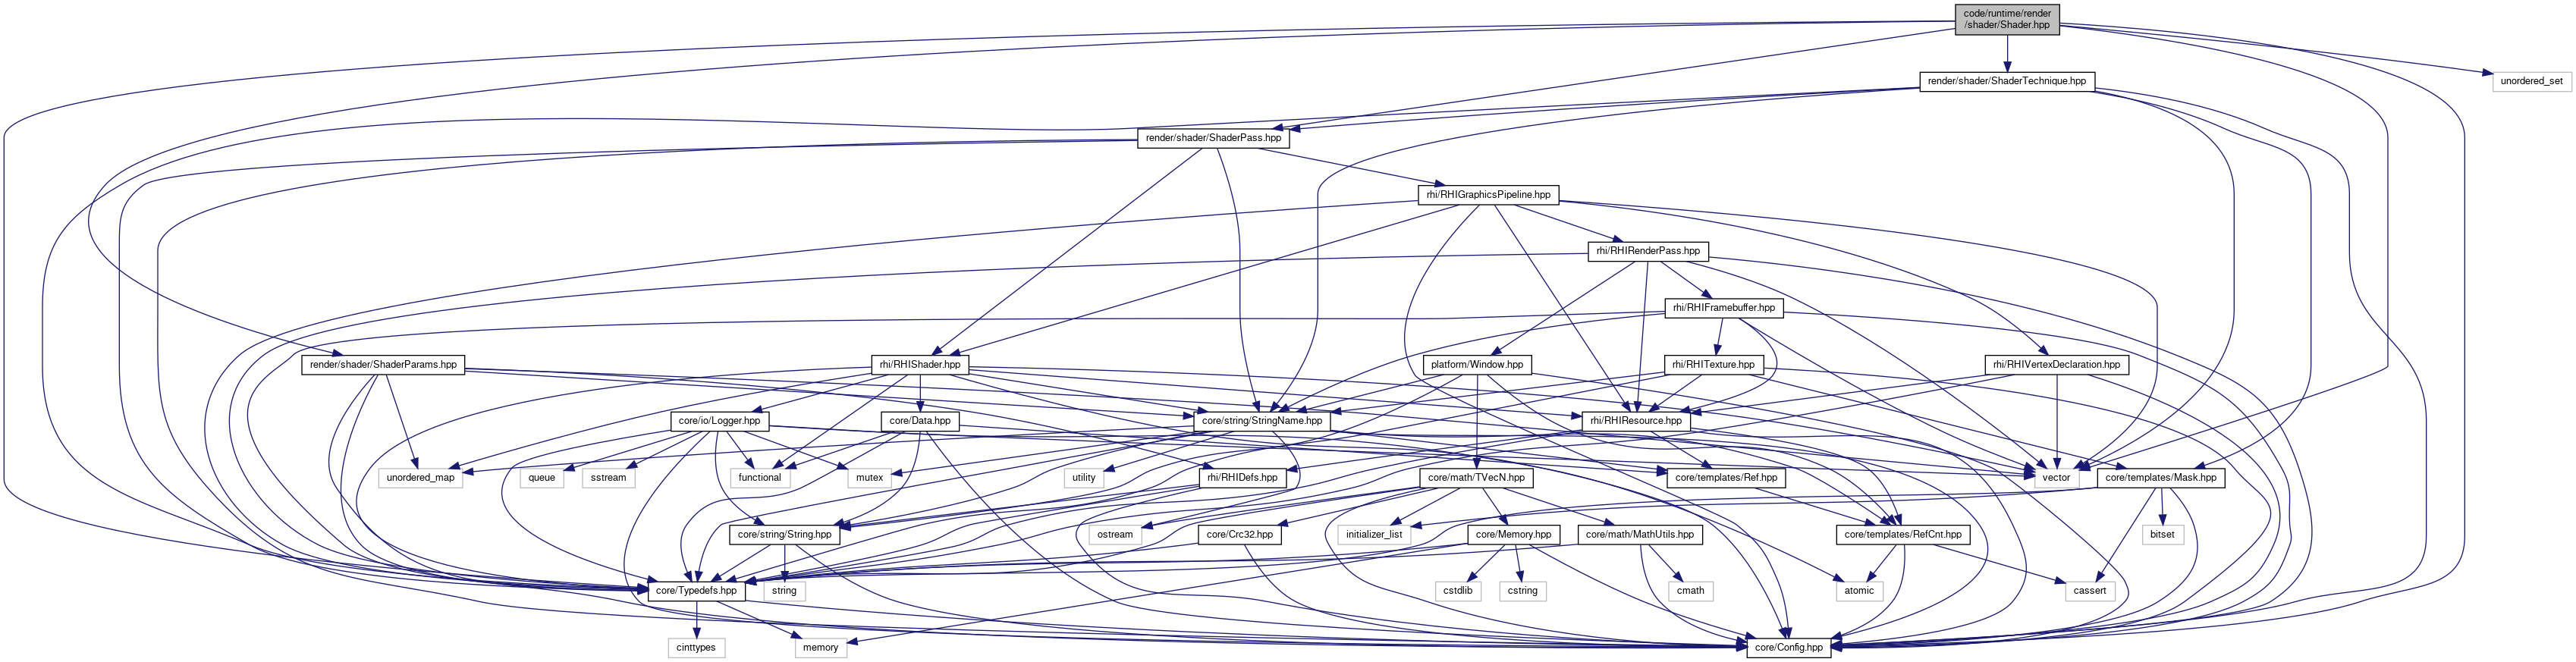 code/runtime/render
/shader/Shader.hpp
render/shader/ShaderTechnique.hpp
unordered_set
render/shader/ShaderPass.hpp
rhi/RHIGraphicsPipeline.hpp
rhi/RHIRenderPass.hpp
rhi/RHIFramebuffer.hpp
render/shader/ShaderParams.hpp
rhi/RHIShader.hpp
platform/Window.hpp
rhi/RHITexture.hpp
rhi/RHIVertexDeclaration.hpp
core/io/Logger.hpp
core/Data.hpp
core/string/StringName.hpp
rhi/RHIResource.hpp
unordered_map
queue
sstream
functional
mutex
utility
rhi/RHIDefs.hpp
core/math/TVecN.hpp
core/templates/Ref.hpp
vector
core/templates/Mask.hpp
core/string/String.hpp
ostream
core/Crc32.hpp
initializer_list
core/Memory.hpp
core/math/MathUtils.hpp
core/templates/RefCnt.hpp
bitset
core/Typedefs.hpp
string
cstdlib
cstring
cmath
atomic
cassert
cinttypes
memory
core/Config.hpp